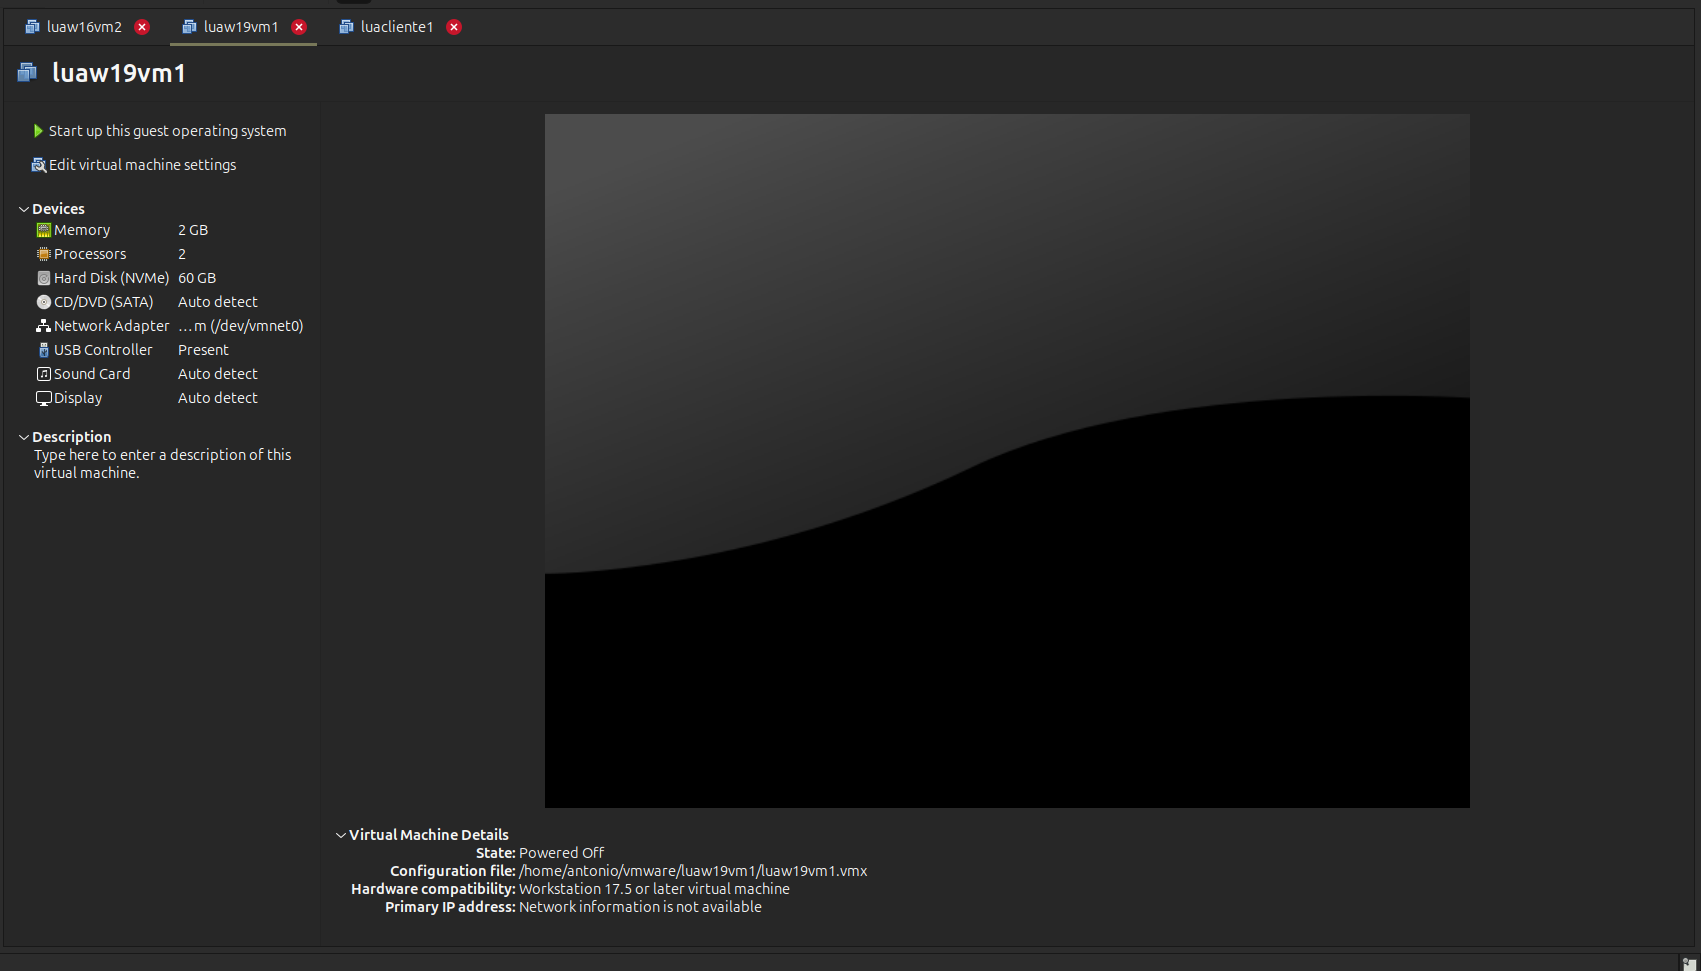 luaw16vm2 luaw19vm1 luacliente1
luaw19vm1
Start up this guest operating system
Edit virtual machine settings
Devices
Memory 2 GB
Processors 2
Hard Disk (NVMe) 60 GB
CD/DVD (SATA) Auto detect
Network Adapter …m (/dev/vmnet0)
USB Controller Present
Sound Card Auto detect
Display Auto detect
Description
Type here to enter a description of this
virtual machine.
Virtual Machine Details
State: Powered Off
Configuration file: /home/antonio/vmware/luaw19vm1/luaw19vm1.vmx
Hardware compatibility: Workstation 17.5 or later virtual machine
Primary IP address: Network information is not available